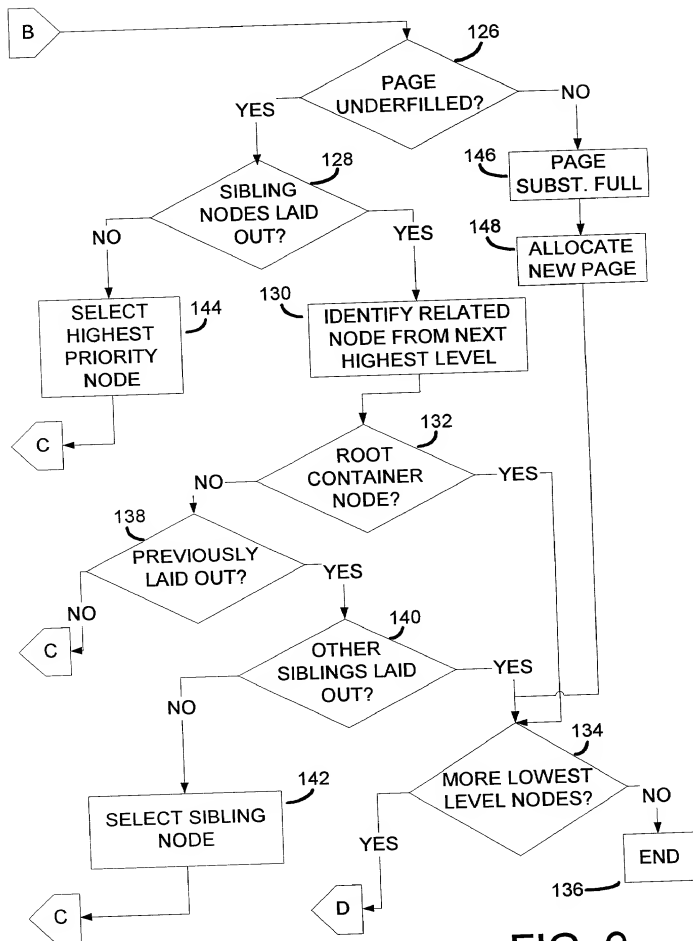 B
126
PAGE
UNDERFILLED?
YES
NO
128
146
PAGE
SUBST. FULL
SIBLING
NODES LAID
OUT?
NO
YES
148
ALLOCATE
NEW PAGE
130
SELECT
HIGHEST
PRIORITY
NODE
144
IDENTIFY RELATED
NODE FROM NEXT
HIGHEST LEVEL
C
132
ROOT
CONTAINER
NODE?
NO
YES
138
PREVIOUSLY
LAID OUT?
YES
NO
C
140
OTHER
SIBLINGS LAID
OUT?
YES
NO
134
MORE LOWEST
LEVEL NODES?
142
SELECT SIBLING
NODE
NO
YES
END
136
C
D